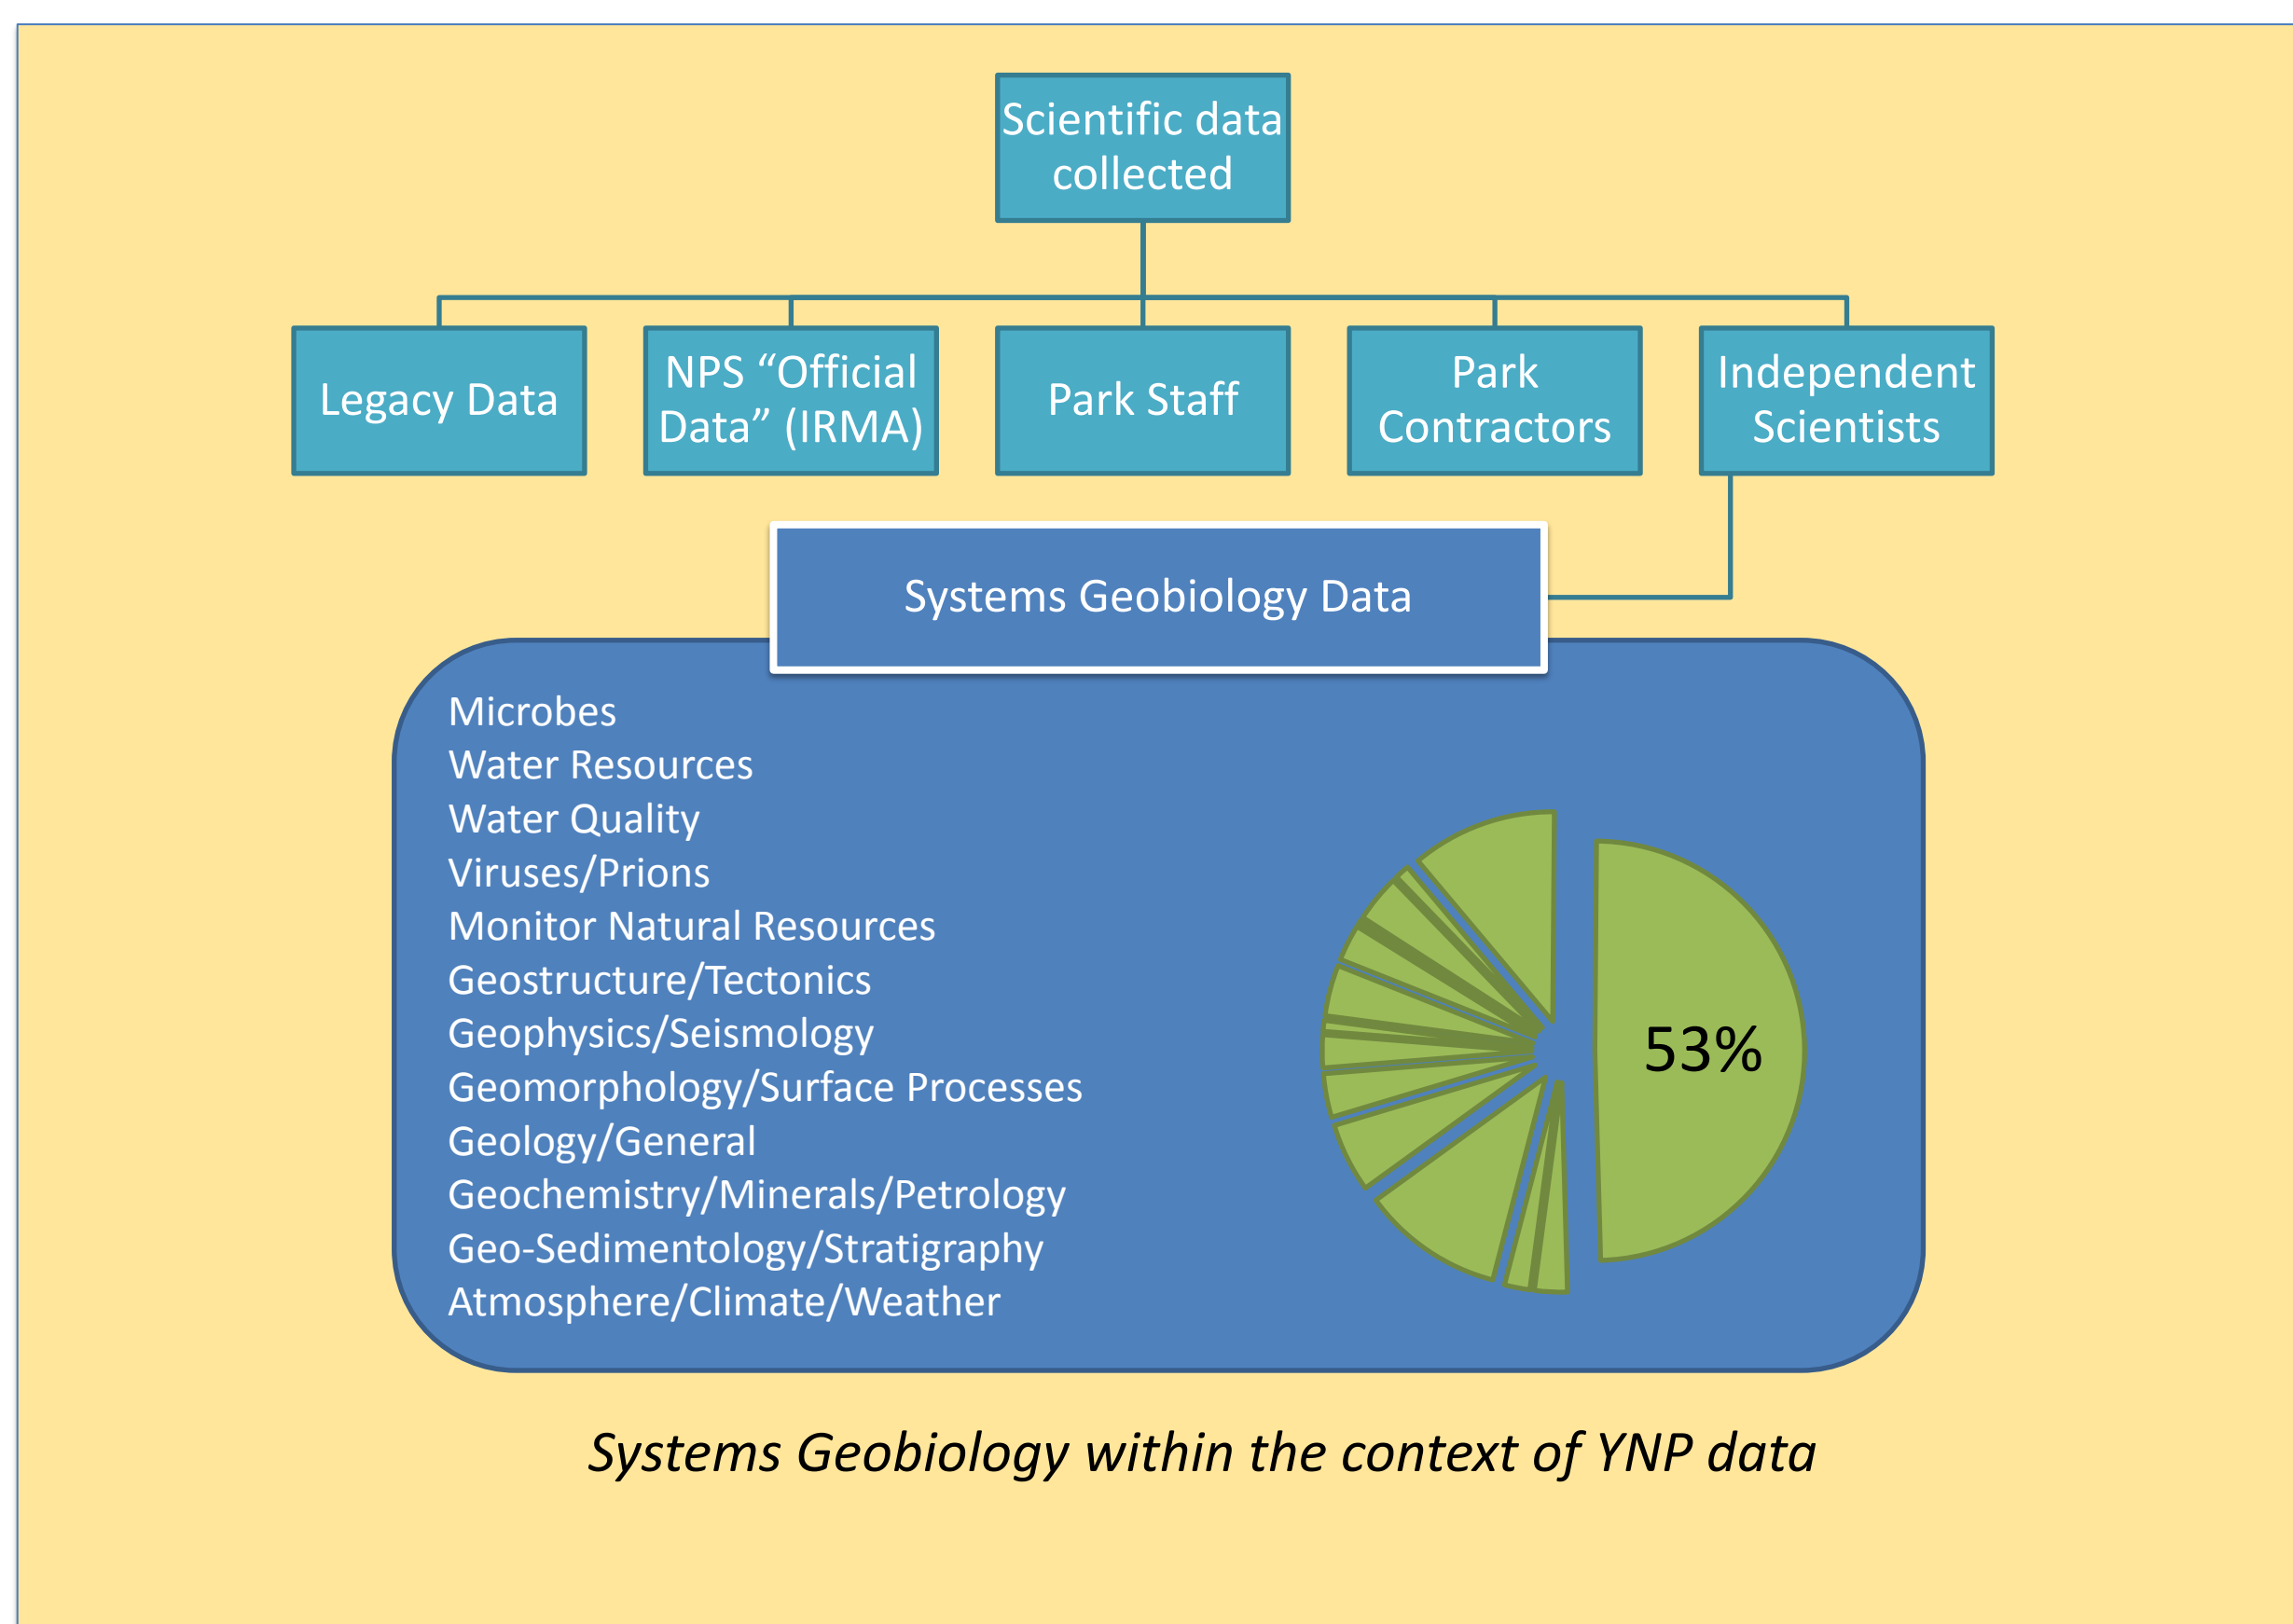 Scientific data
collected
Legacy Data
NPS “Official
Data” (IRMA)
Park Staff
Park
Contractors
Independent
Scientists
Systems Geobiology Data
Microbes
Water Resources
Water Quality
Viruses/Prions
Monitor Natural Resources
Geostructure/Tectonics
Geophysics/Seismology
Geomorphology/Surface Processes
Geology/General
Geochemistry/Minerals/Petrology
Geo-Sedimentology/Stratigraphy
Atmosphere/Climate/Weather
53%
Systems Geobiology within the context of YNP data